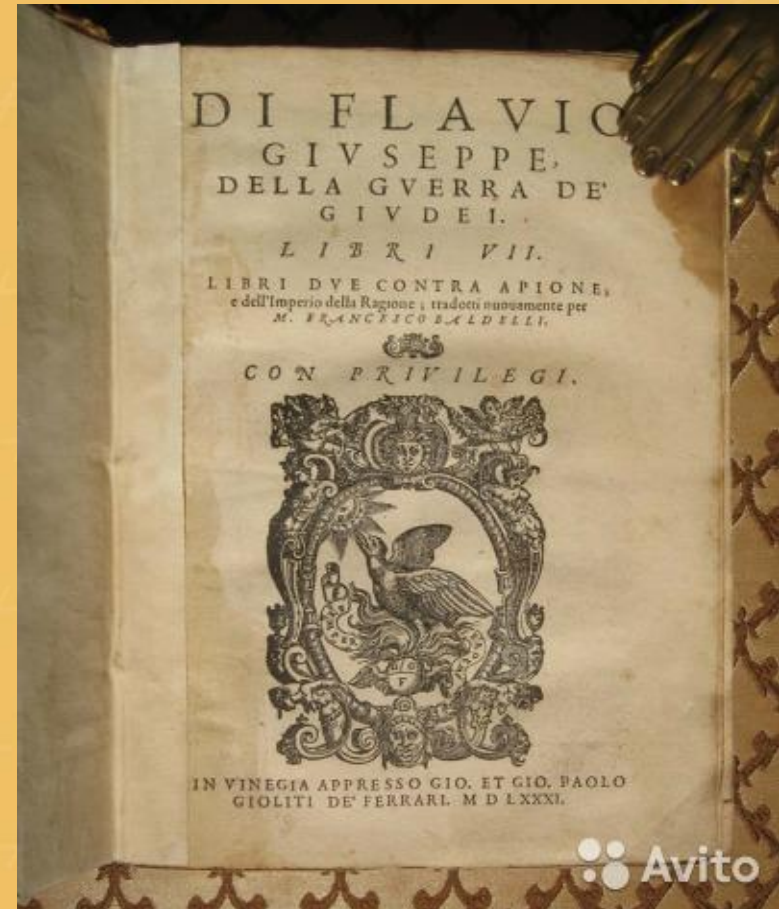 DI FLAVIO
GIVSEPPE,
DELLA GVERRA DE'
GIVDEI.
LIBRI VII.
LIBRI DVE CONTRA APIONE,
e dell'Imperio della Ragione; tradotti nuouamente per
M. FRANCESCO BALDELLI.
CON PRIVILEGI.
G G
F
IN VINEGIA APPRESSO GIO. ET GIO. PAOLO
GIOLITI DE' FERRARI. M D LXXXI.
Avito